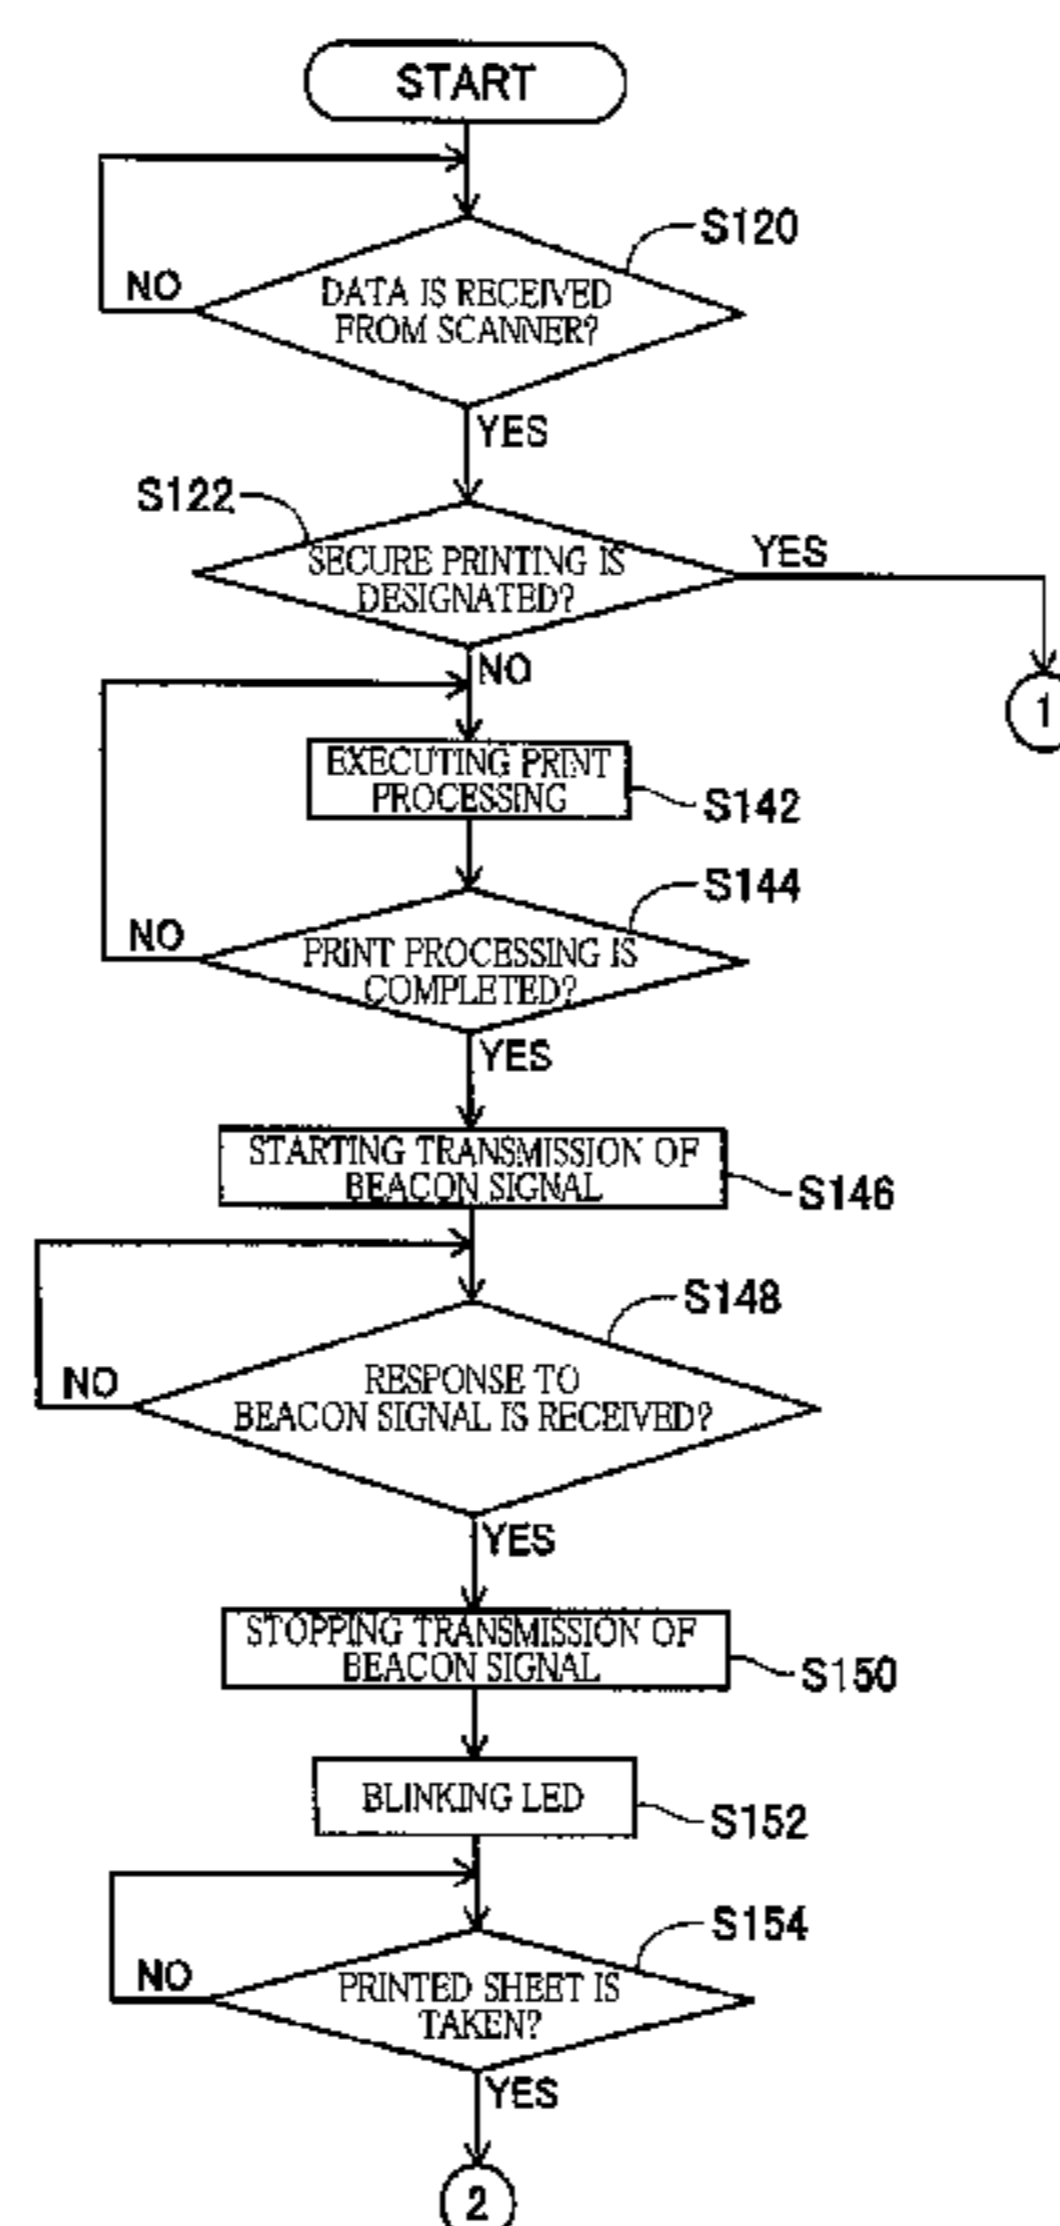 START
S120
NO
DATA IS RECEIVED
FROM SCANNER?
YES
S122
SECURE PRINTING IS
DESIGNATED?
YES
NO
1
EXECUTING PRINT
PROCESSING
S142
S144
NO
PRINT PROCESSING IS
COMPLETED?
YES
STARTING TRANSMISSION OF
BEACON SIGNAL
S146
S148
NO
RESPONSE TO
BEACON SIGNAL IS RECEIVED?
YES
STOPPING TRANSMISSION OF
BEACON SIGNAL
S150
BLINKING LED
S152
S154
NO
PRINTED SHEET IS
TAKEN?
YES
2